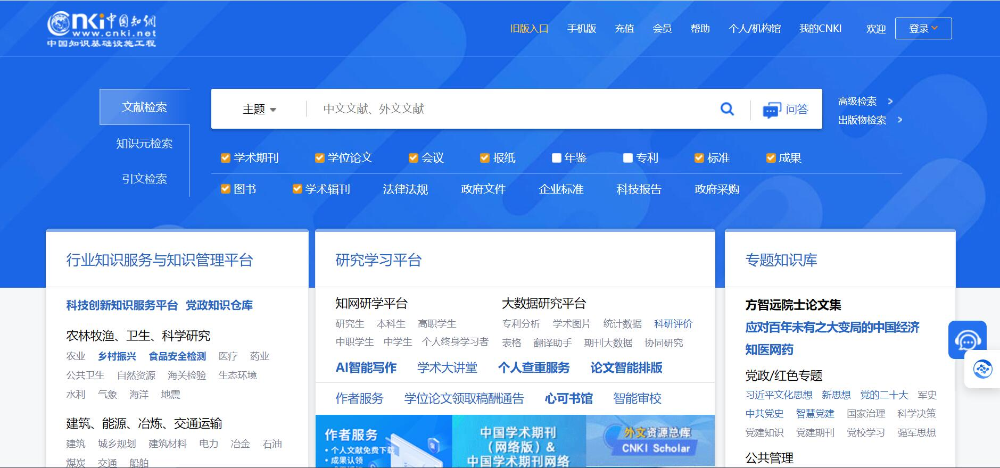 cnki中国知网
www.cnki.net
中国知识基础设施工程
旧版入口 手机版 充值 会员 帮助 个人/机构馆 我的CNKI 欢迎 登录
文献检索
知识元检索
引文检索
主题 中文文献、外文文献 问答
高级检索 >
出版物检索 >
学术期刊 学位论文 会议 报纸 年鉴 专利 标准 成果
图书 学术辑刊 法律法规 政府文件 企业标准 科技报告 政府采购
行业知识服务与知识管理平台
科技创新知识服务平台 党政知识仓库
农林牧渔、卫生、科学研究
农业 乡村振兴 食品安全检测 医疗 药业
公共卫生 自然资源 海关检验 生态环境
水利 气象 海洋 地震
建筑、能源、冶炼、交通运输
建筑 城乡规划 建筑材料 电力 冶金 石油
煤炭 交通 船舶
研究学习平台
知网研学平台
研究生 本科生 高职学生
中职学生 中学生 个人终身学习者
大数据研究平台
专利分析 学术图片 统计数据 科研评价
表格 翻译助手 期刊大数据 协同研究
AI智能写作 学术大讲堂 个人查重服务 论文智能排版
作者服务 学位论文领取稿酬通告 心可书馆 智能审校
作者服务
• 个人文献免费下载
• 成果认领
中国学术期刊
（网络版）&
中国学术期刊网络
外文资源总库
CNKI Scholar
专题知识库
方智远院士论文集
应对百年未有之大变局的中国经济
知医网药
党政/红色专题
习近平文化思想 新思想 党的二十大 军史
中共党史 智慧党建 国家治理 科学决策
党建知识 党建期刊 党校学习 强军思想
公共管理